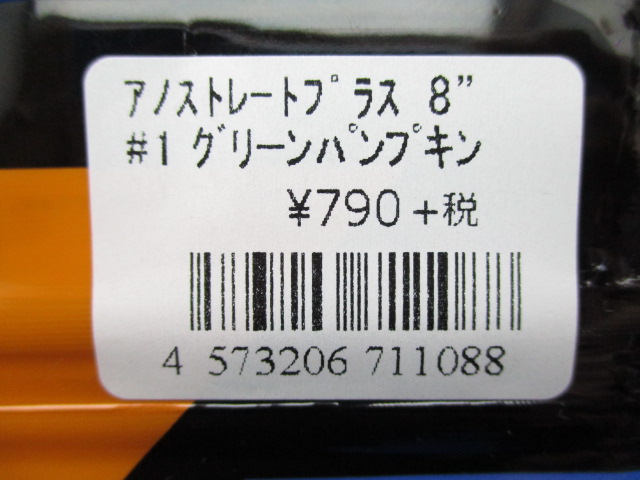 アノストレートプラス 8”
#1 グリーンパンプキン
¥790+税
4 573206 711088